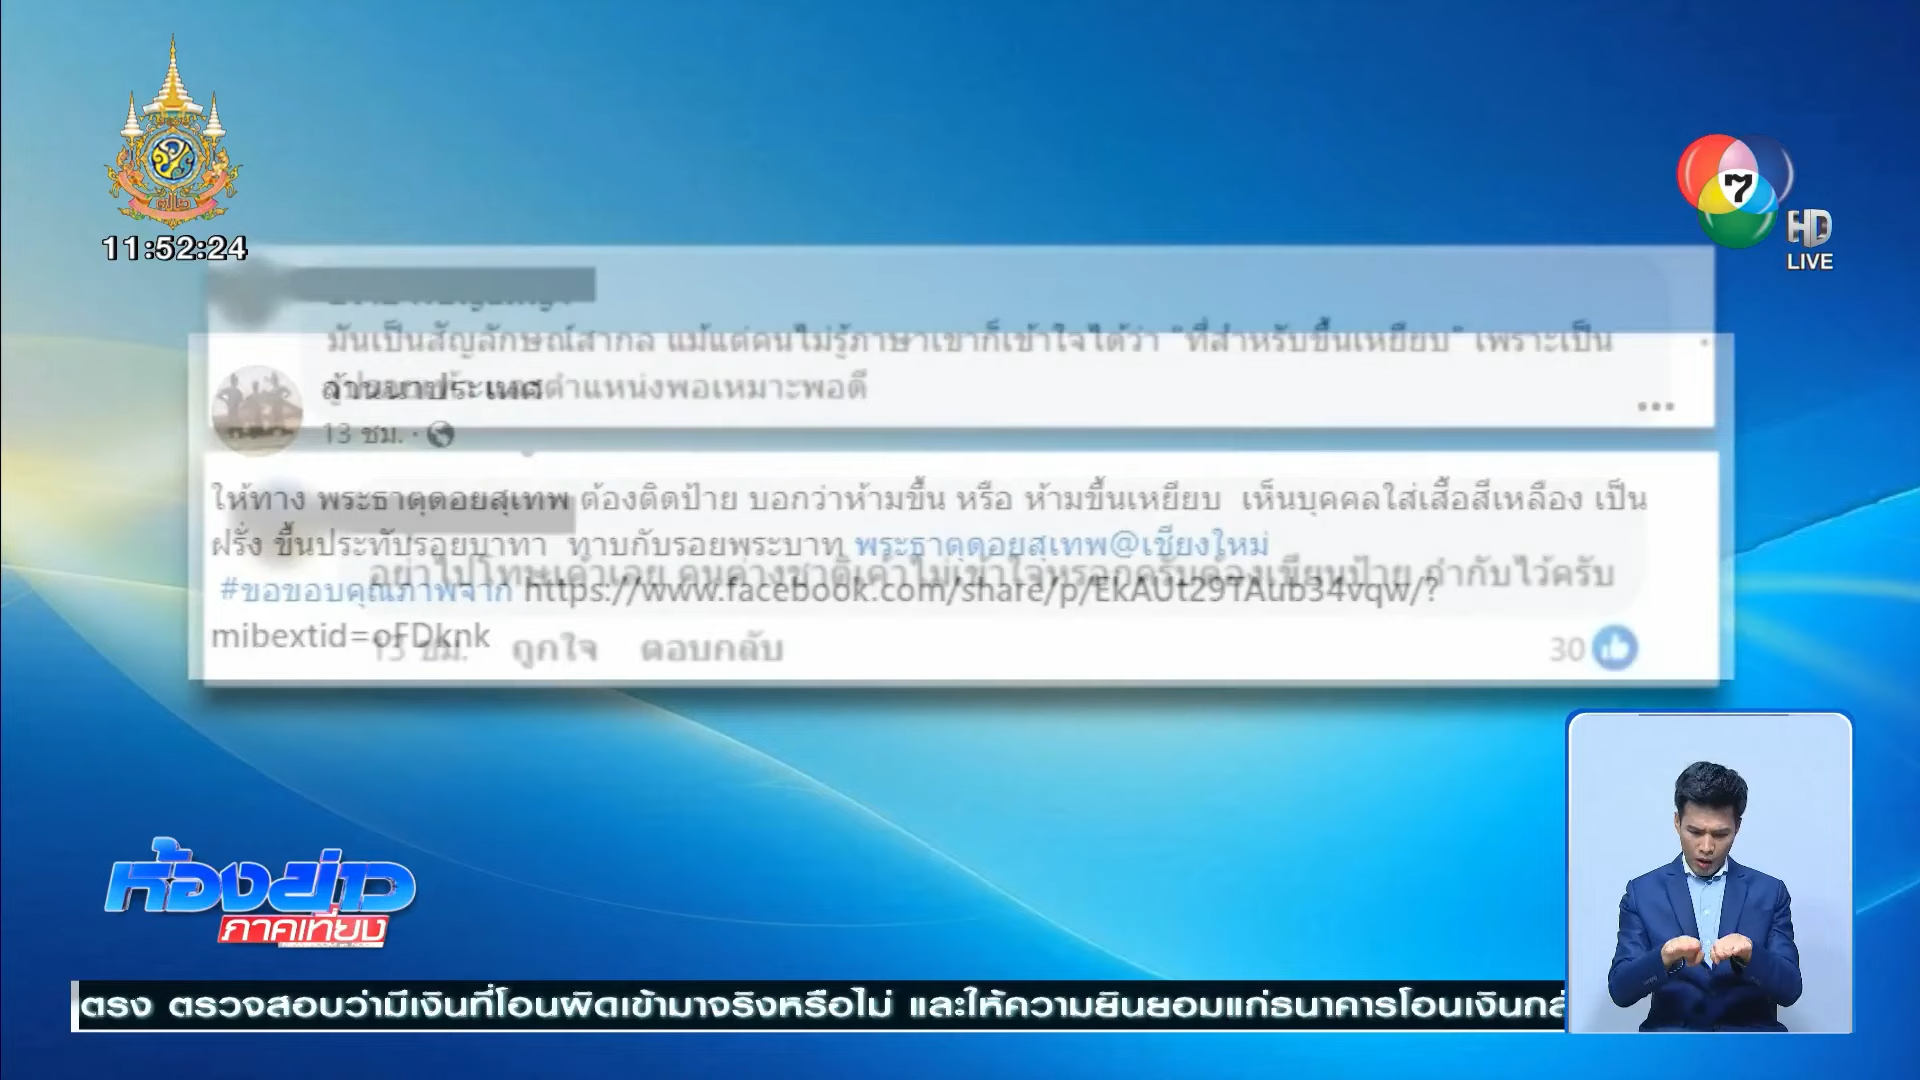 ๗๒
11:52:24
7
HD
LIVE
มันเป็นสัญลักษณ์สากล แม้แต่คนไม่รู้ภาษาเขาก็เข้าใจได้ว่า "ที่สำหรับขึ้นเหยียบ" เพราะเป็น
ตำแหน่งพอเหมาะพอดี
ล้านนาประเทศ
13 ชม.
ให้ทาง พระธาตุดอยสุเทพ ต้องติดป้าย บอกว่าห้ามขึ้น หรือ ห้ามขึ้นเหยียบ เห็นบุคคลใส่เสื้อสีเหลือง เป็น
ฝรั่ง ขึ้นประทับรอยบาทา ทาบกับรอยพระบาท พระธาตุดอยสุเทพ@เชียงใหม่
อย่าไปโทษเค้าเลย คนต่างชาติเค้าไม่เข้าใจหรอกครับต้องเขียนป้าย กำกับไว้ครับ
#ขอขอบคุณภาพจาก https://www.facebook.com/share/p/EkAUt29TAub34vqw/?
mibextid=oFDknk
13 ชม. ถูกใจ ตอบกลับ 30
ห้องข่าว
ภาคเที่ยง
ตรง ตรวจสอบว่ามีเงินที่โอนผิดเข้ามาจริงหรือไม่ และให้ความยินยอมแก่ธนาคารโอนเงินกล